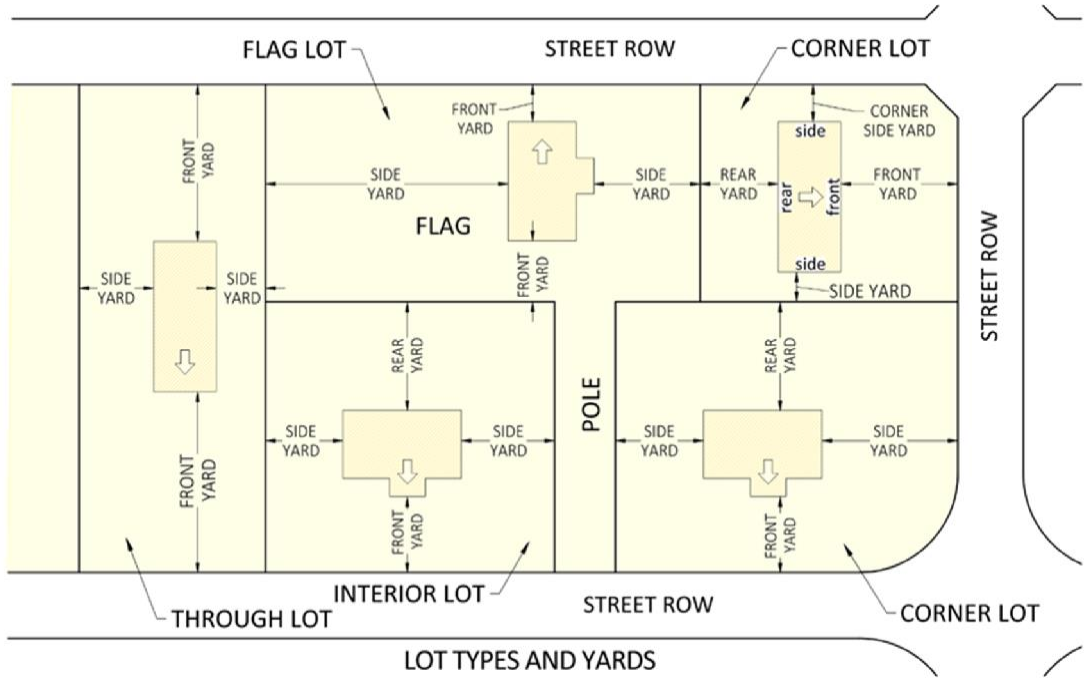 FLAG LOT
STREET ROW
CORNER LOT
FRONT
YARD
CORNER
SIDE YARD
side
FRONT
YARD
SIDE
YARD
SIDE
YARD
REAR
YARD
rear
front
FRONT
YARD
FLAG
side
SIDE YARD
SIDE
YARD
SIDE
YARD
FRONT
YARD
STREET ROW
REAR
YARD
REAR
YARD
POLE
SIDE
YARD
SIDE
YARD
SIDE
YARD
SIDE
YARD
FRONT
YARD
FRONT
YARD
FRONT
YARD
INTERIOR LOT
STREET ROW
THROUGH LOT
CORNER LOT
LOT TYPES AND YARDS